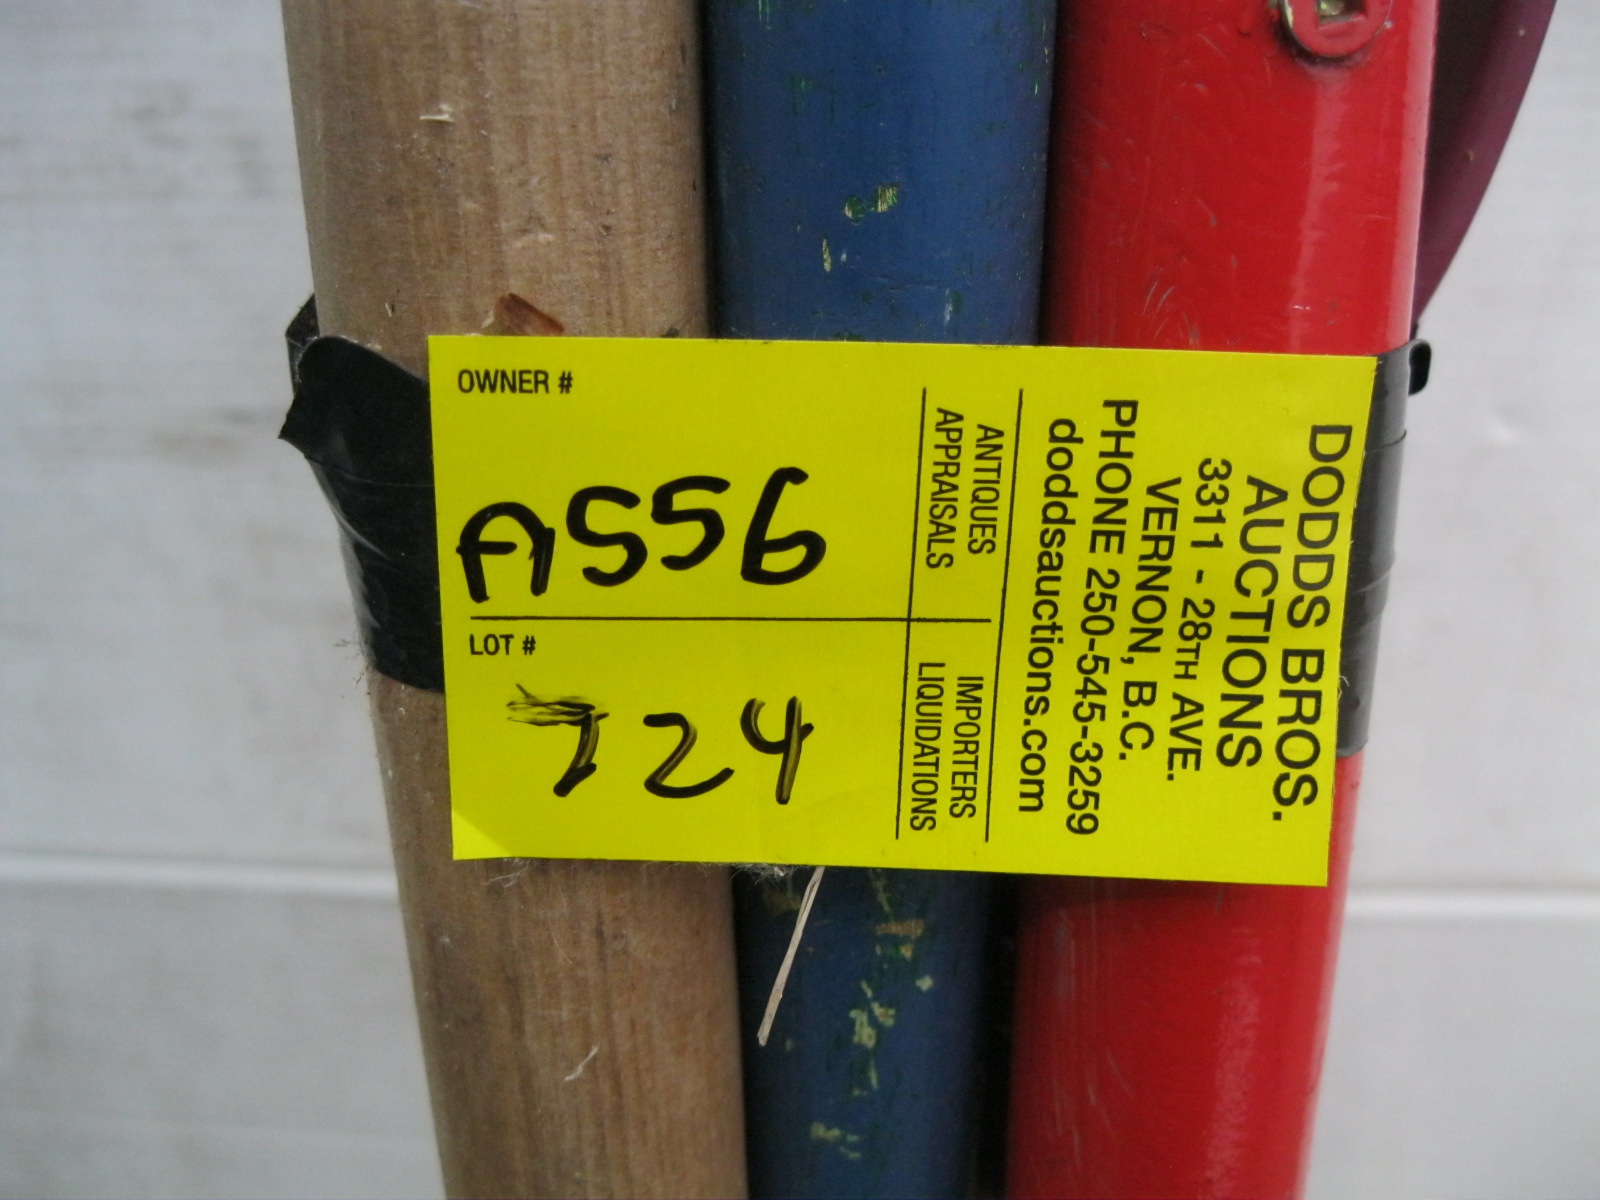 OWNER #
A556
LOT #
724
ANTIQUES
APPRAISALS
IMPORTERS
LIQUIDATIONS
DODDS BROS.
AUCTIONS
3311 - 28TH AVE.
VERNON, B.C.
PHONE 250-545-3259
doddsauctions.com